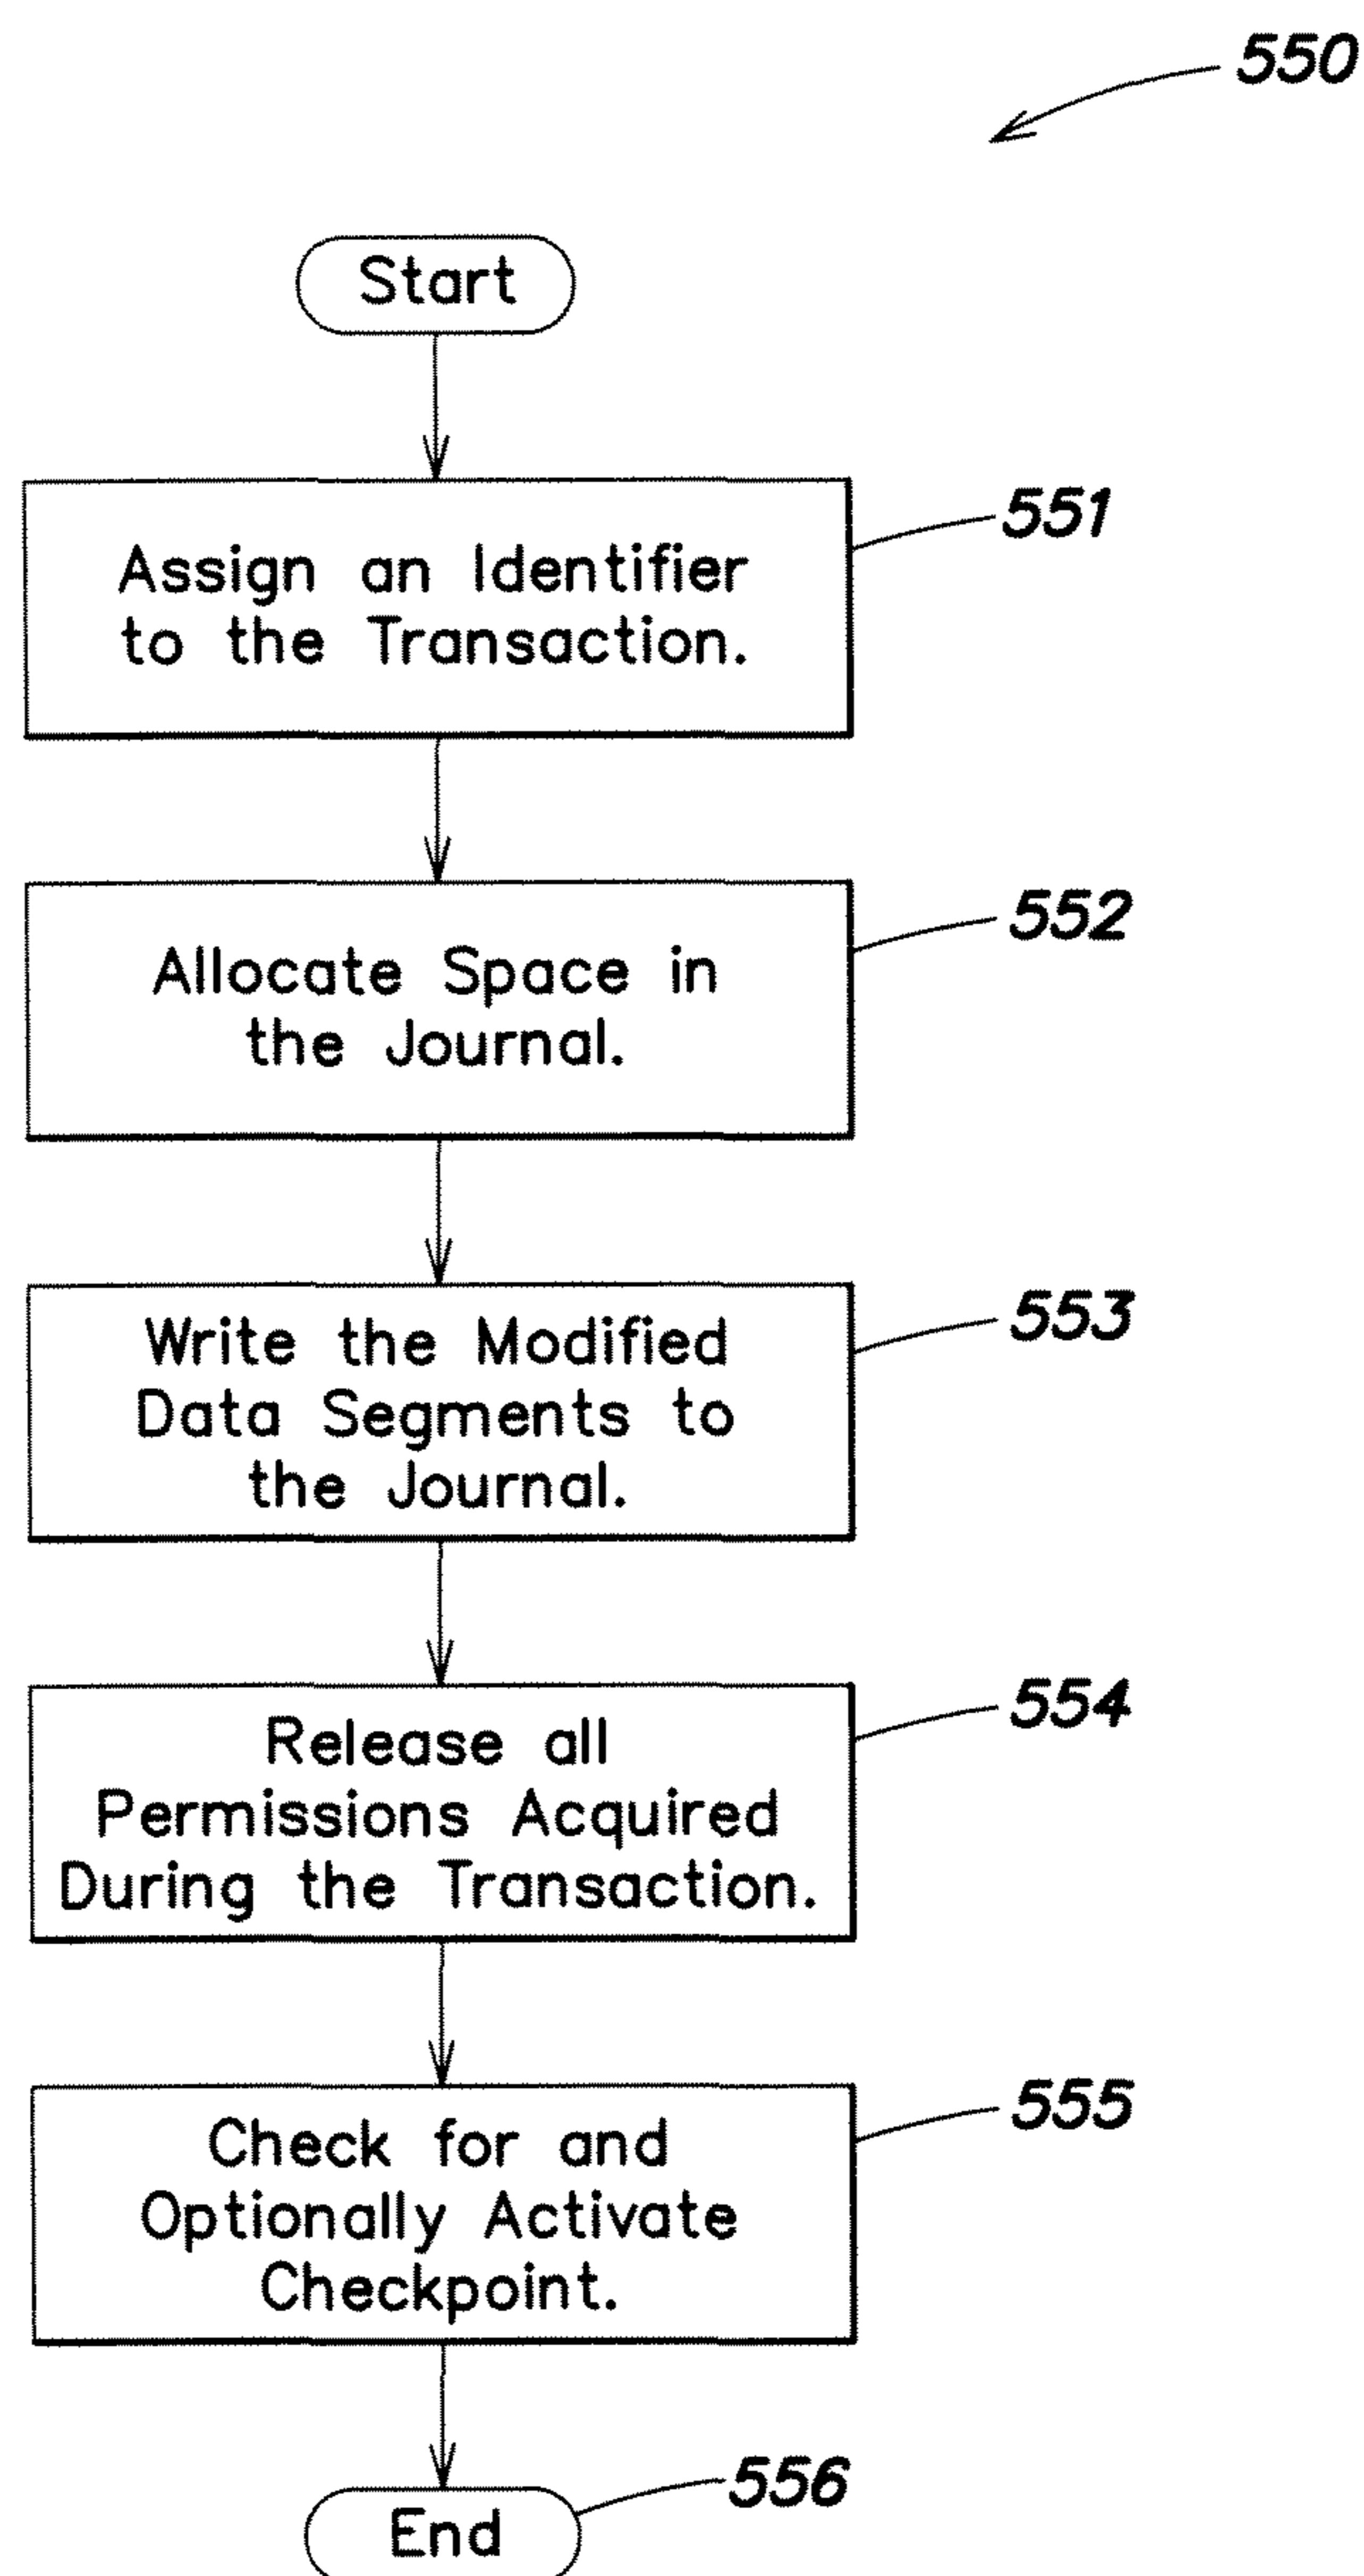 550
Start
551
Assign an Identifier
to the Transaction.
552
Allocate Space in
the Journal.
553
Write the Modified
Data Segments to
the Journal.
554
Release all
Permissions Acquired
During the Transaction.
555
Check for and
Optionally Activate
Checkpoint.
556
End